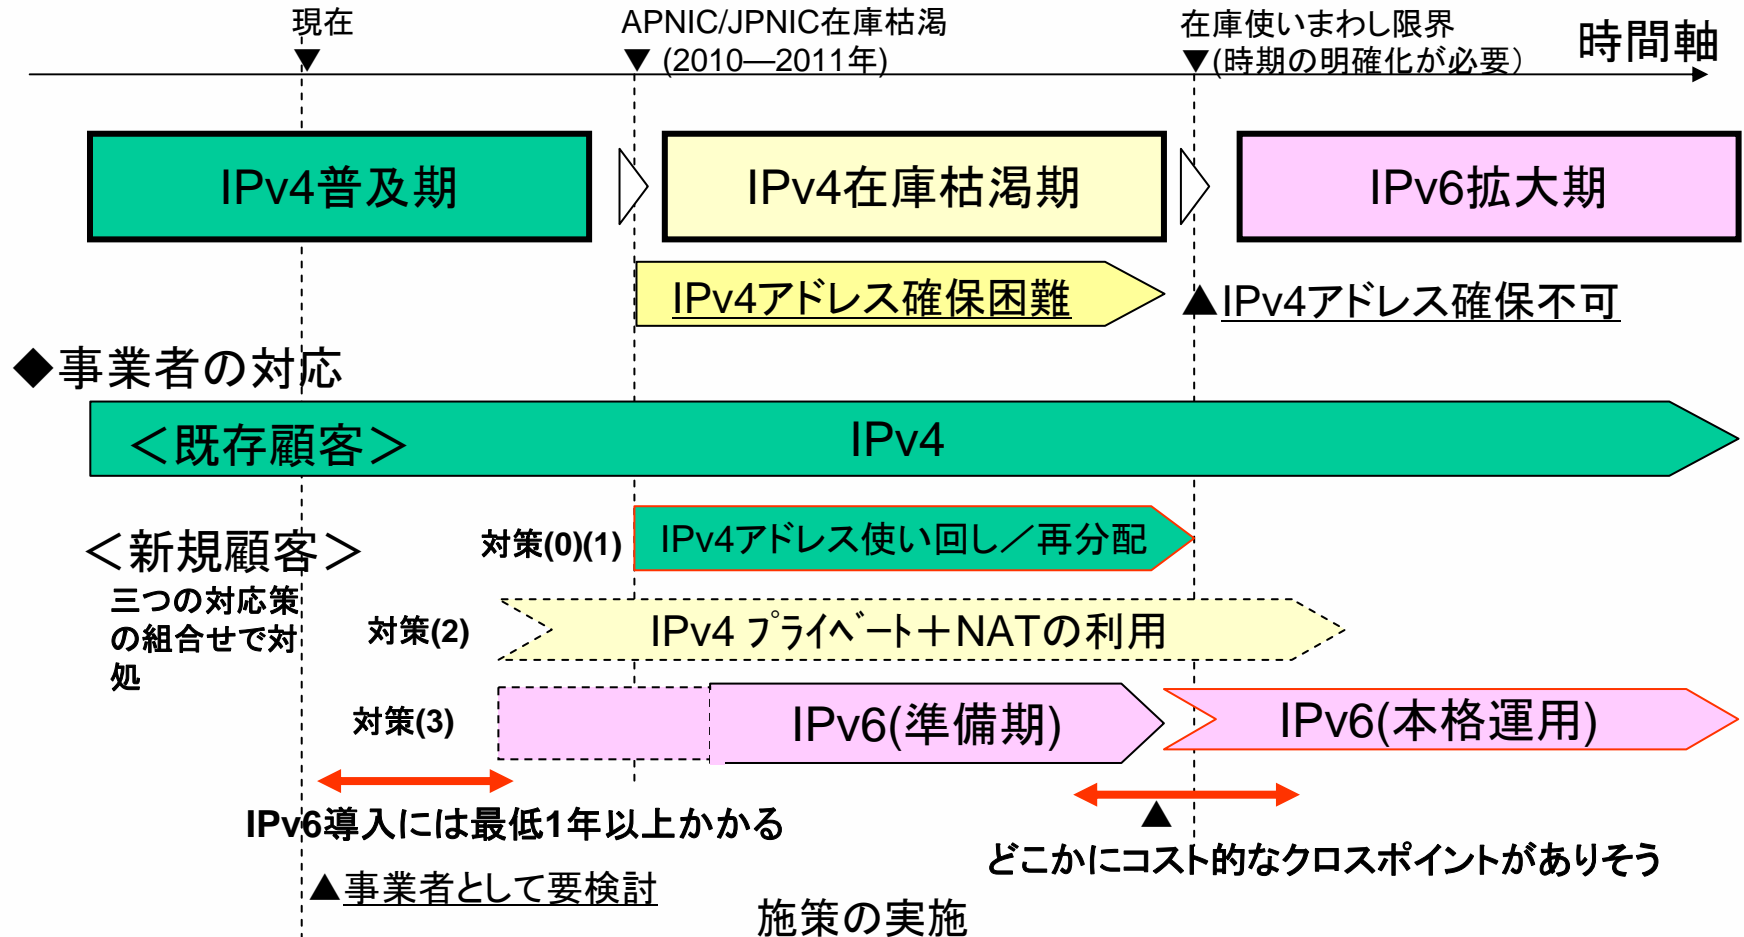 現在
APNIC/JPNIC在庫枯渇
(2010―2011年)
在庫使いまわし限界
(時期の明確化が必要)
時間軸
IPv4普及期
IPv4在庫枯渇期
IPv6拡大期
IPv4アドレス確保困難
▲IPv4アドレス確保不可
◆事業者の対応
＜既存顧客＞
IPv4
＜新規顧客＞
三つの対応策
の組合せで対
処
対策(0)(1)
IPv4アドレス使い回し／再分配
対策(2)
IPv4 ﾌﾟﾗｲﾍﾞｰﾄ＋NATの利用
対策(3)
IPv6(準備期)
IPv6(本格運用)
IPv6導入には最低1年以上かかる
▲事業者として要検討
どこかにコスト的なクロスポイントがありそう
施策の実施